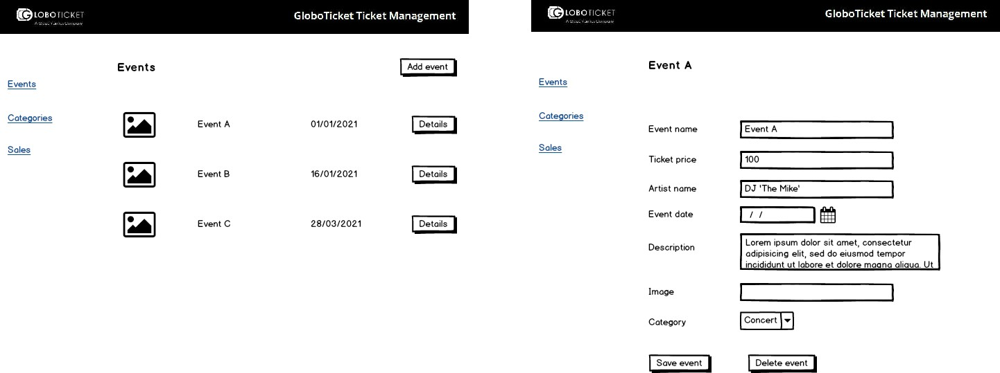 GLOBOTICKET
GloboTicket Ticket Management
Events
Add event
Events
Categories
Sales
Event A
01/01/2021
Details
Event B
16/01/2021
Details
Event C
28/03/2021
Details
GLOBOTICKET
GloboTicket Ticket Management
Event A
Events
Categories
Sales
Event name
Event A
Ticket price
100
Artist name
DJ 'The Mike'
Event date
/ /
Description
Lorem ipsum dolor sit amet, consectetur
adipisicing elit, sed do eiusmod tempor
incididunt ut labore et dolore magna aliqua. Ut
Image
Category
Concert
Save event
Delete event